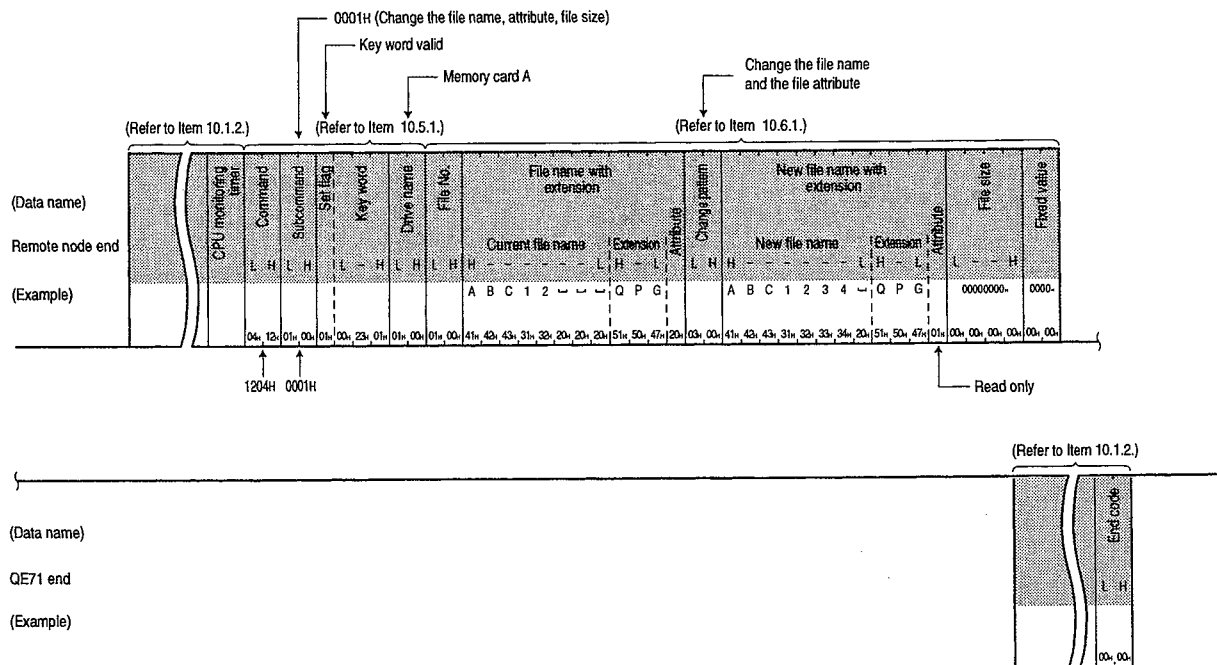 0001H (Change the file name, attribute, file size)
Key word valid
Memory card A
Change the file name
and the file attribute
(Refer to Item 10.1.2.)
(Refer to Item 10.5.1.)
(Refer to Item 10.6.1.)
(Data name)
CPU monitoring timer
Command
Subcommand
Set flag
Key word
Drive name
File No.
File name with extension
Attribute
Change pattern
New file name with extension
Attribute
File size
Fixed value
Remote node end
Current file name
Extension
New file name
Extension
L H L H L - H L H L H H - - - - - - L H - L L H H - - - - - - L H - L L - - H
(Example)
A B C 1 2 ⎵ ⎵ ⎵ Q P G A B C 1 2 3 4 ⎵ Q P G 00000000H 0000H
04H 12H 01H 00H 01H 00H 23H 01H 01H 00H 01H 00H 41H 42H 43H 31H 32H 20H 20H 20H 51H 50H 47H 20H 03H 00H 41H 42H 43H 31H 32H 33H 34H 20H 51H 50H 47H 01H 00H 00H 00H 00H 00H 00H
1204H 0001H
Read only
(Refer to Item 10.1.2.)
(Data name)
End code
QE71 end
L H
(Example)
00H 00H